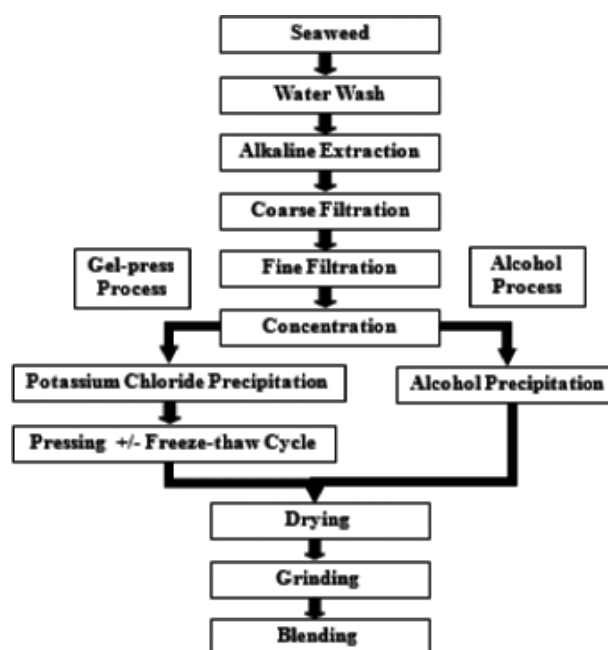 Seaweed
Water Wash
Alkaline Extraction
Coarse Filtration
Gel-press
Process
Fine Filtration
Alcohol
Process
Concentration
Potassium Chloride Precipitation
Alcohol Precipitation
Pressing +/- Freeze-thaw Cycle
Drying
Grinding
Blending